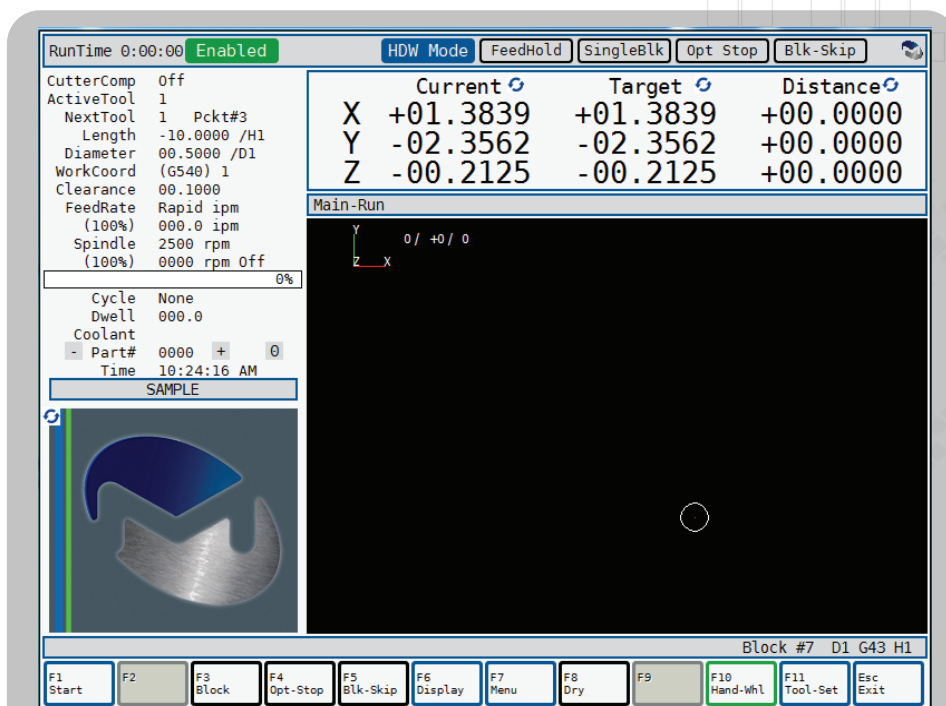 RunTime 0:00:00 Enabled HDW Mode FeedHold SingleBlk Opt Stop Blk-Skip
CutterComp Off
ActiveTool 1
NextTool 1 Pckt#3
Length -10.0000 /H1
Diameter 00.5000 /D1
WorkCoord (G540) 1
Clearance 00.1000
FeedRate Rapid ipm
(100%) 000.0 ipm
Spindle 2500 rpm
(100%) 0000 rpm Off
0%
Cycle None
Dwell 000.0
Coolant
- Part# 0000 + 0
Time 10:24:16 AM
SAMPLE
Current Target Distance
X +01.3839 +01.3839 +00.0000
Y -02.3562 -02.3562 +00.0000
Z -00.2125 -00.2125 +00.0000
Main-Run
Y
0/ +0/ 0
Z X
Block #7 D1 G43 H1
F1 Start
F2
F3 Block
F4 Opt-Stop
F5 Blk-Skip
F6 Display
F7 Menu
F8 Dry
F9
F10 Hand-Whl
F11 Tool-Set
Esc Exit